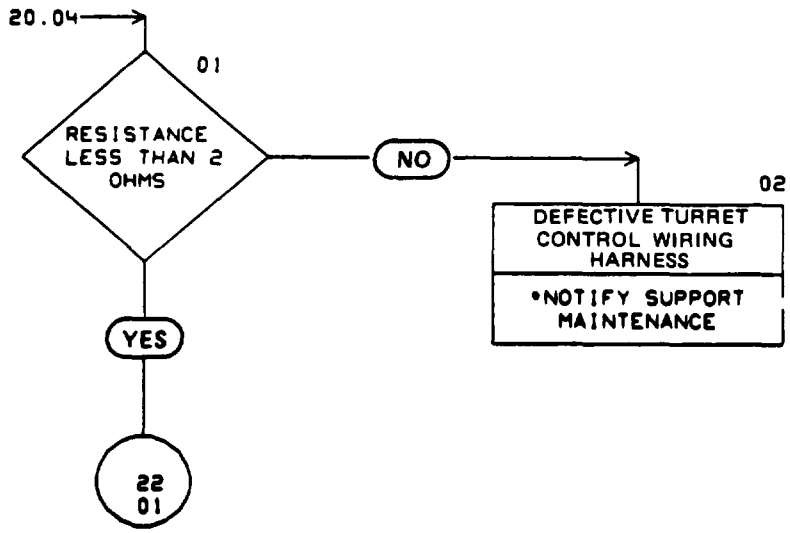 20.04
01
RESISTANCE
LESS THAN 2
OHMS
NO
02
DEFECTIVE TURRET
CONTROL WIRING
HARNESS
•NOTIFY SUPPORT
MAINTENANCE
YES
22
01